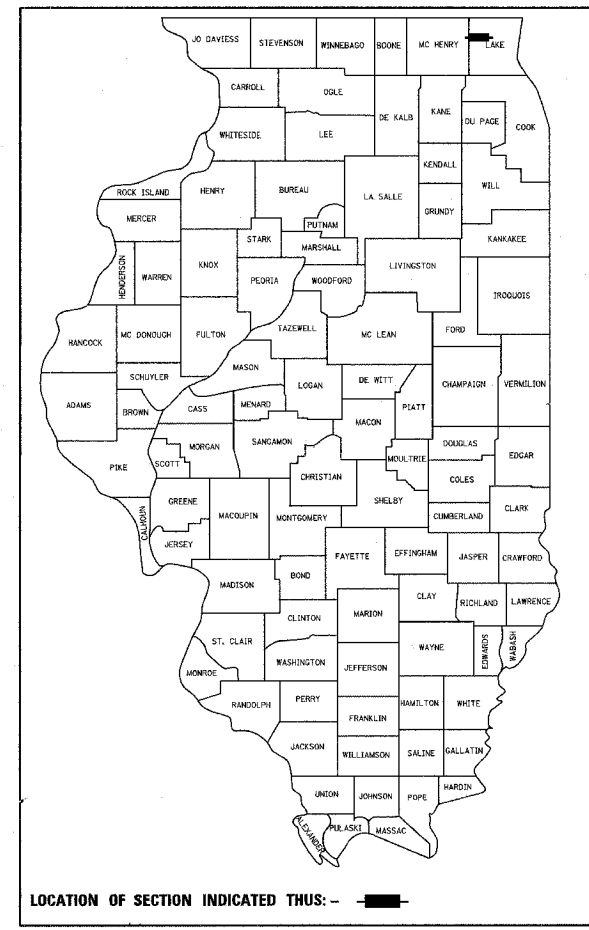 JO DAVIESS STEVENSON WINNEBAGO BOONE MC HENRY LAKE
CARROLL OGLE
DE KALB KANE DU PAGE COOK
WHITESIDE LEE
KENDALL
ROCK ISLAND HENRY BUREAU LA SALLE WILL
MERCER PUTNAM GRUNDY
STARK MARSHALL KANKAKEE
HENDERSON WARREN KNOX PEORIA WOODFORD LIVINGSTON
IROQUOIS
HANCOCK MC DONOUGH FULTON TAZEWELL MC LEAN FORD
MASON
SCHUYLER LOGAN DE WITT CHAMPAIGN VERMILION
ADAMS BROWN CASS MENARD PIATT
MACON
MORGAN SANGAMON DOUGLAS
PIKE SCOTT CHRISTIAN MOULTRIE EDGAR
COLES
GREENE SHELBY
CALHOUN MACOUPIN MONTGOMERY CUMBERLAND CLARK
JERSEY
FAYETTE EFFINGHAM JASPER CRAWFORD
MADISON BOND
CLAY RICHLAND LAWRENCE
CLINTON MARION
ST. CLAIR WAYNE EDWARDS WABASH
WASHINGTON JEFFERSON
MONROE
RANDOLPH PERRY HAMILTON WHITE
FRANKLIN
JACKSON WILLIAMSON SALINE GALLATIN
UNION JOHNSON POPE HARDIN
ALEXANDER PULASKI MASSAC
LOCATION OF SECTION INDICATED THUS: -